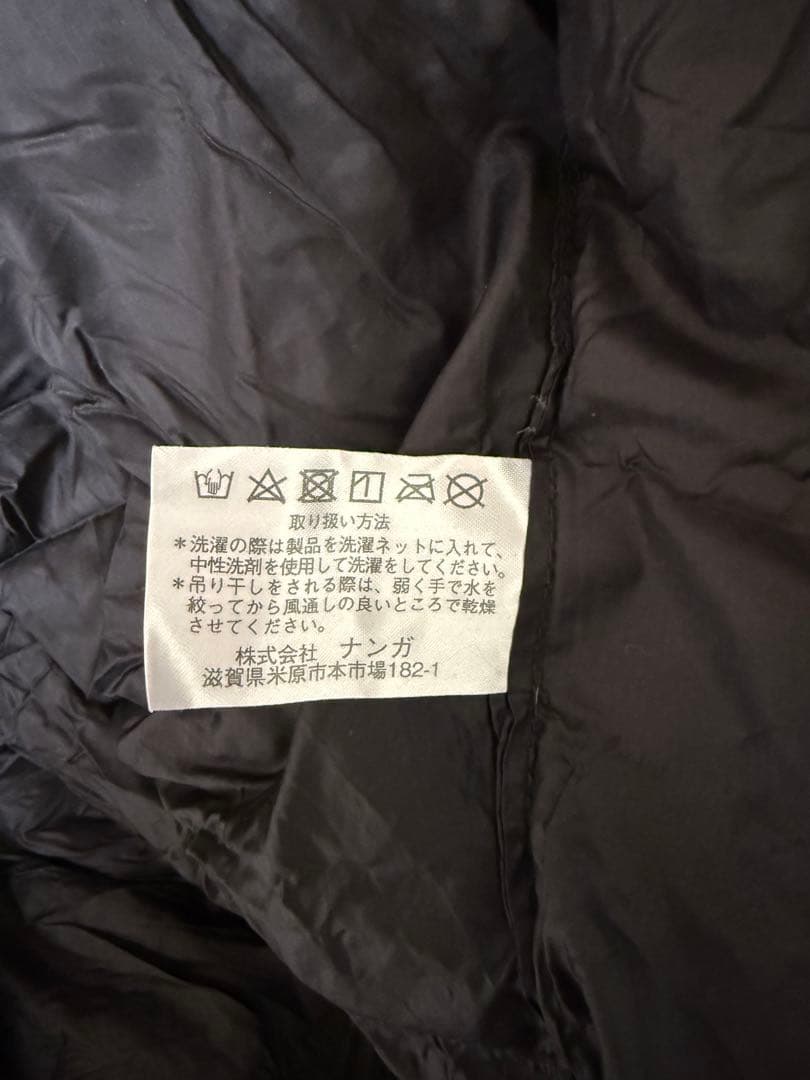 取り扱い方法
*洗濯の際は製品を洗濯ネットに入れて、
中性洗剤を使用して洗濯をしてください。
*吊り干しをされる際は、弱く手で水を
絞ってから風通しの良いところで乾燥
させてください。
株式会社 ナンガ
滋賀県米原市本市場182-1